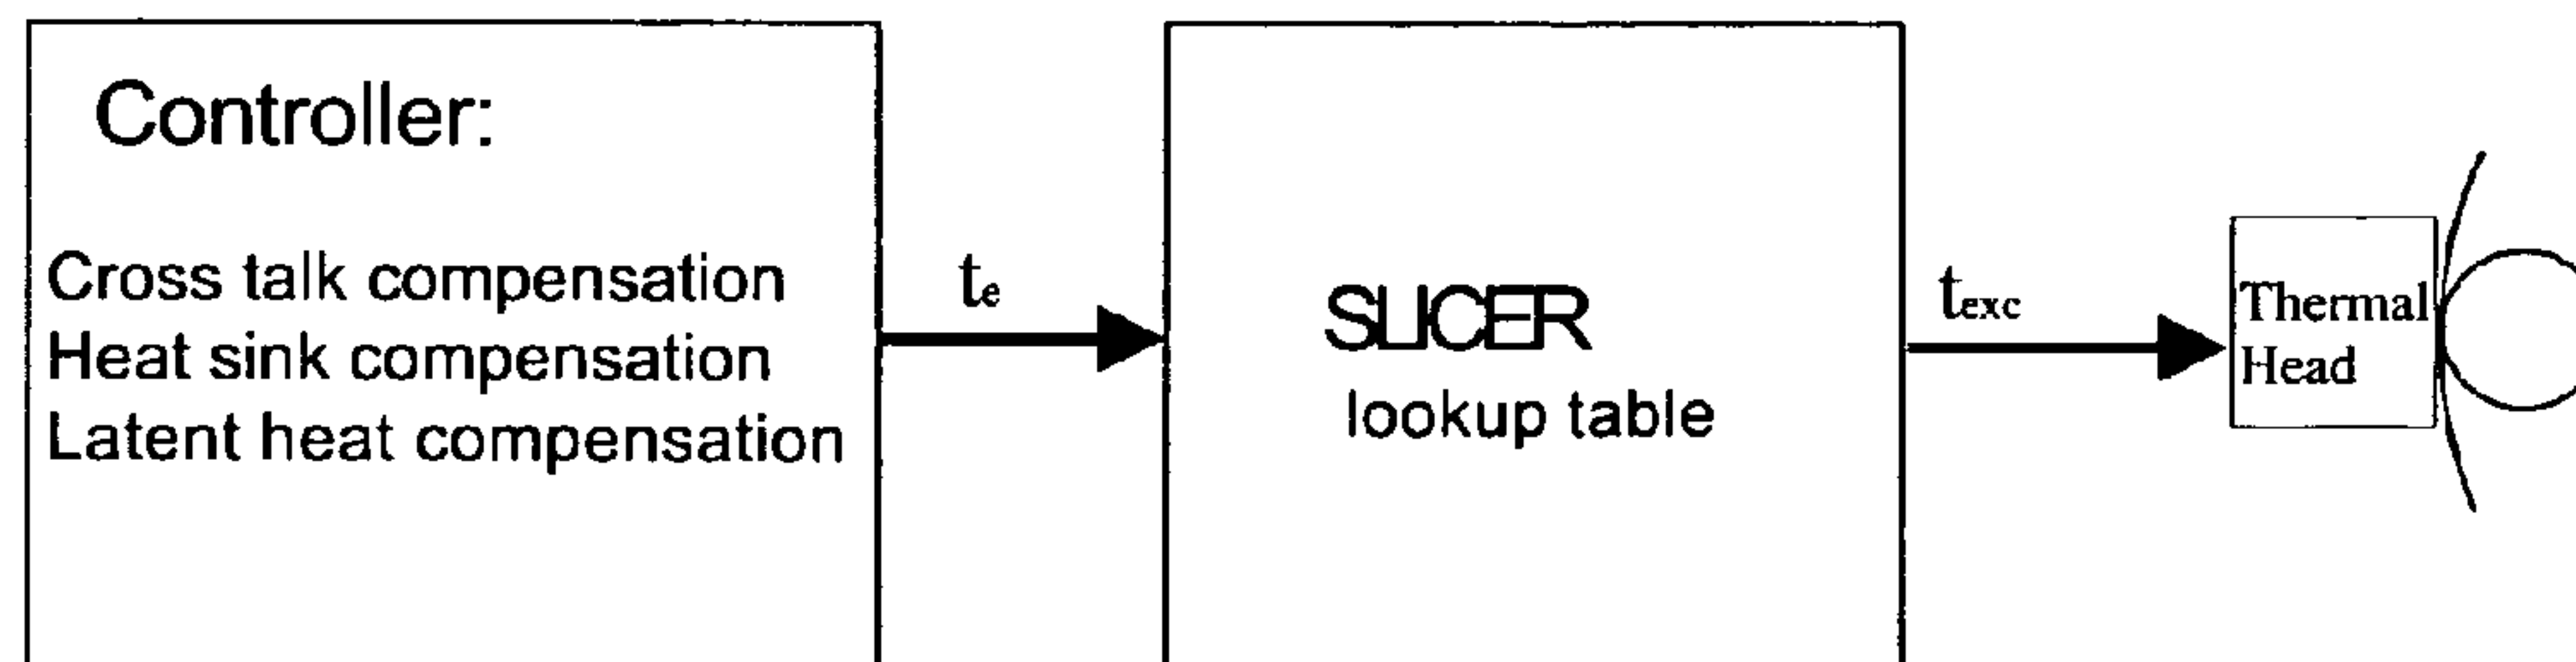 Controller:
Cross talk compensation
Heat sink compensation
Latent heat compensation
te
SLICER
lookup table
texc
Thermal
Head